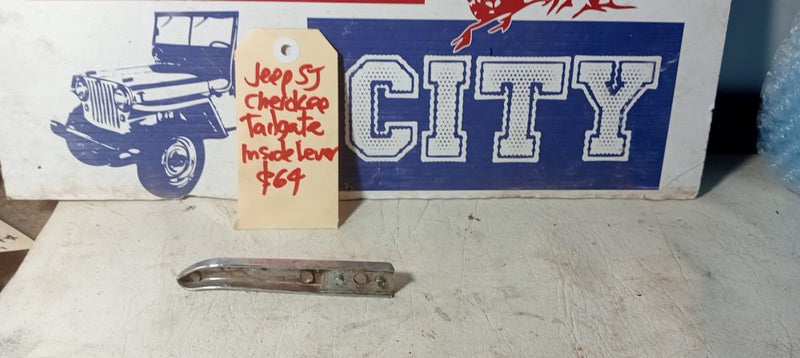 Jeep SJ
Cherokee
Tailgate
Inside Lever
$64
CITY